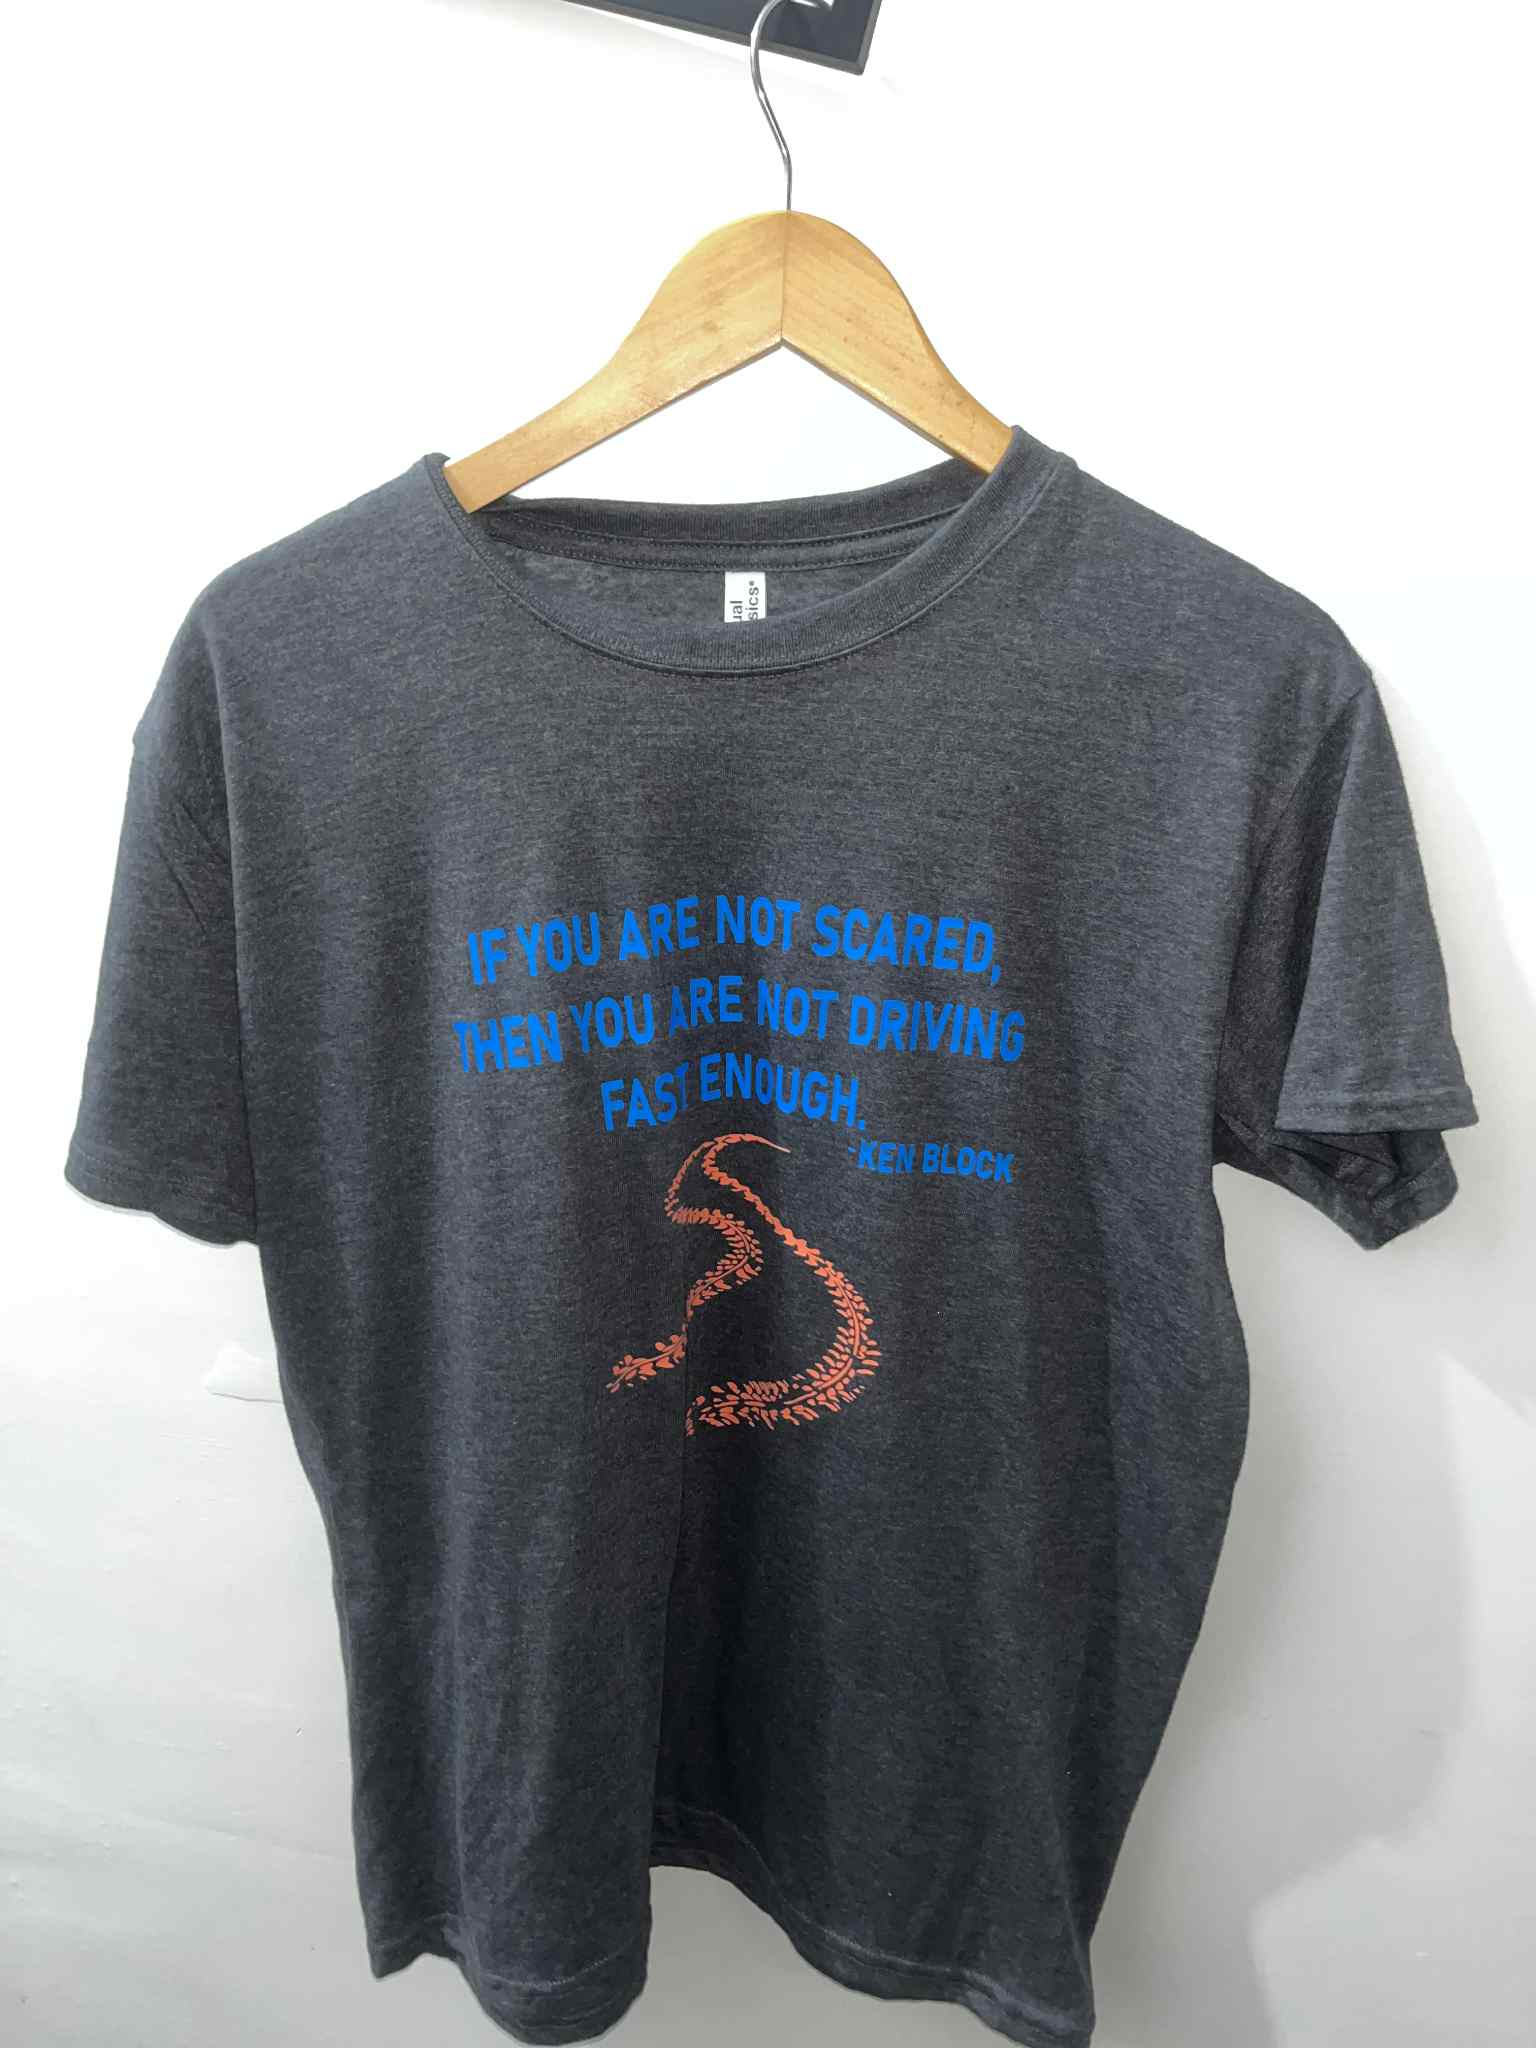 IF YOU ARE NOT SCARED,
THEN YOU ARE NOT DRIVING
FAST ENOUGH.
-KEN BLOCK